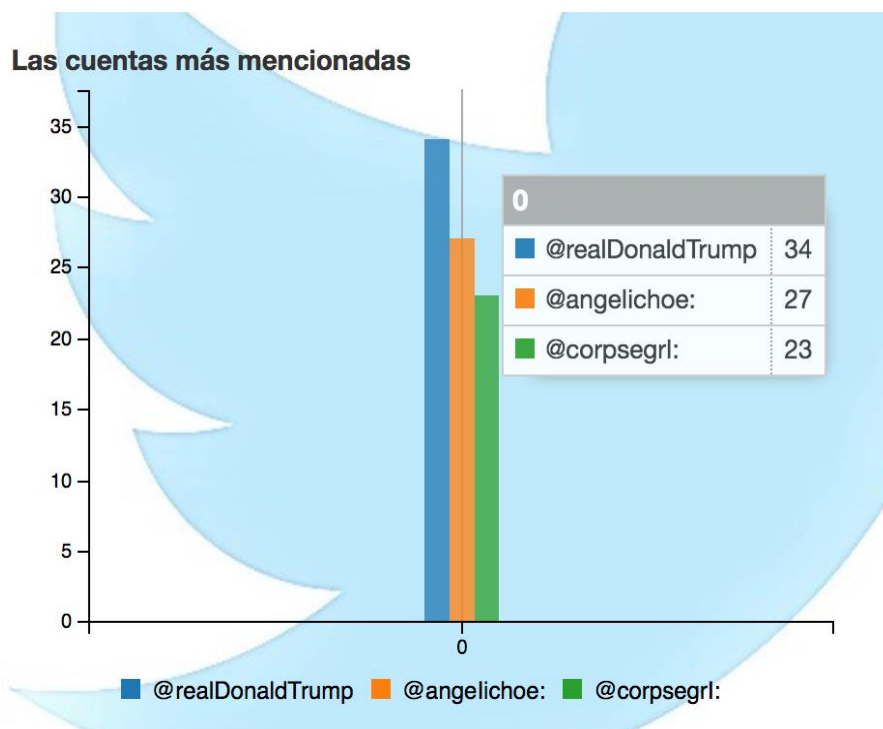 Las cuentas más mencionadas
35
30
25
20
15
10
5
0
0
0
@realDonaldTrump 34
@angelichoe: 27
@corpsegrl: 23
@realDonaldTrump @angelichoe: @corpsegrl: